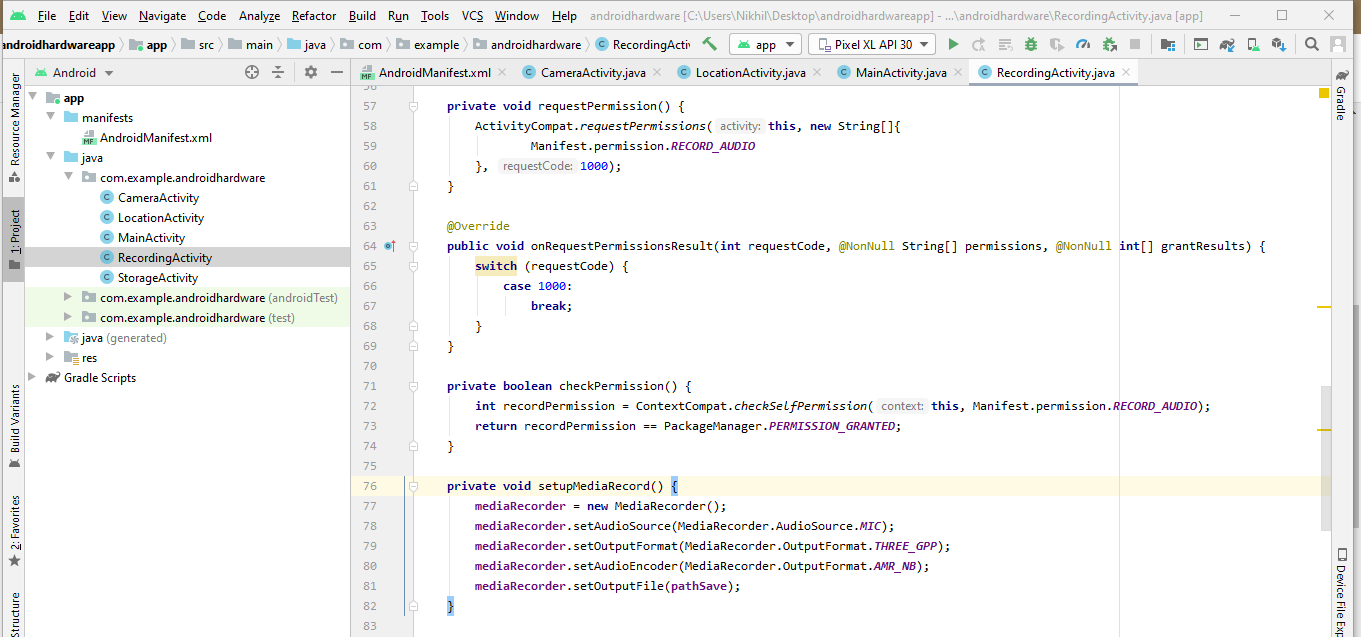 File Edit View Navigate Code Analyze Refactor Build Run Tools VCS Window Help androidhardware [C:\Users\Nikhil\Desktop\androidhardwareapp] - ...\androidhardware\RecordingActivity.java [app]
androidhardwareapp app src main java com example androidhardware RecordingActiv app Pixel XL API 30
Android
AndroidManifest.xml CameraActivity.java LocationActivity.java MainActivity.java RecordingActivity.java
Resource Manager
1: Project
Build Variants
2: Favorites
Structure
app
manifests
MF AndroidManifest.xml
java
com.example.androidhardware
C CameraActivity
C LocationActivity
C MainActivity
C RecordingActivity
C StorageActivity
com.example.androidhardware (androidTest)
com.example.androidhardware (test)
java (generated)
res
Gradle Scripts
56
57 private void requestPermission() {
58 ActivityCompat.requestPermissions( activity: this, new String[]{
59 Manifest.permission.RECORD_AUDIO
60 }, requestCode: 1000);
61 }
62
63 @Override
64 public void onRequestPermissionsResult(int requestCode, @NonNull String[] permissions, @NonNull int[] grantResults) {
65 switch (requestCode) {
66 case 1000:
67 break;
68 }
69 }
70
71 private boolean checkPermission() {
72 int recordPermission = ContextCompat.checkSelfPermission( context: this, Manifest.permission.RECORD_AUDIO);
73 return recordPermission == PackageManager.PERMISSION_GRANTED;
74 }
75
76 private void setupMediaRecord() {
77 mediaRecorder = new MediaRecorder();
78 mediaRecorder.setAudioSource(MediaRecorder.AudioSource.MIC);
79 mediaRecorder.setOutputFormat(MediaRecorder.OutputFormat.THREE_GPP);
80 mediaRecorder.setAudioEncoder(MediaRecorder.OutputFormat.AMR_NB);
81 mediaRecorder.setOutputFile(pathSave);
82 }
83
Gradle
Device File Exp